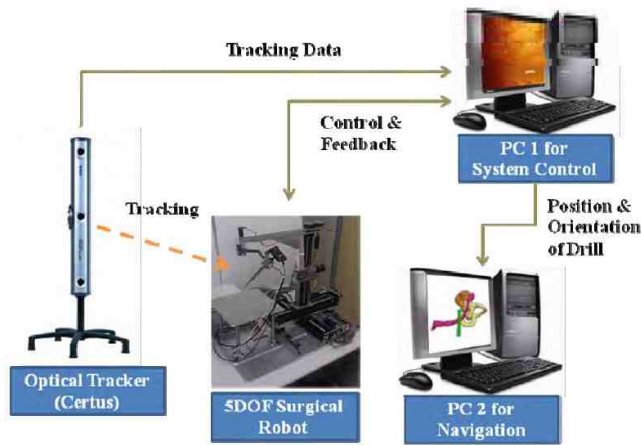 Tracking Data
Control &
Feedback
PC 1 for
System Control
Tracking
Position &
Orientation
of Drill
Optical Tracker
(Certus)
5DOF Surgical
Robot
PC 2 for
Navigation